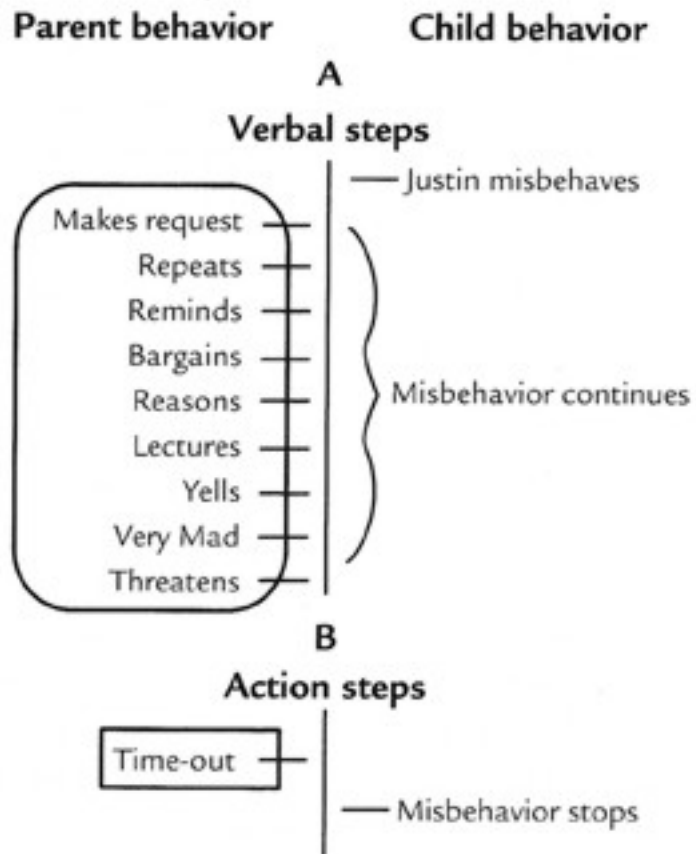 Parent behavior Child behavior
A
Verbal steps
Justin misbehaves
Makes request
Repeats
Reminds
Bargains
Reasons
Misbehavior continues
Lectures
Yells
Very Mad
Threatens
B
Action steps
Time-out
Misbehavior stops